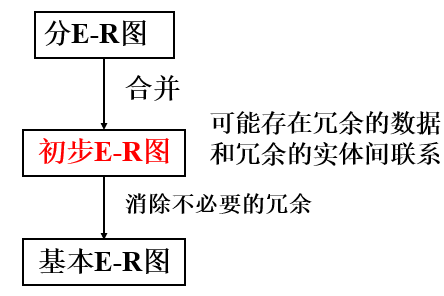 分E-R图
合并
可能存在冗余的数据
和冗余的实体间联系
初步E-R图
消除不必要的冗余
基本E-R图